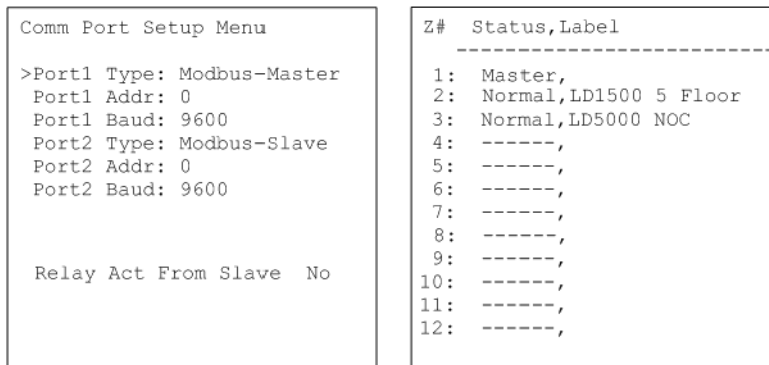 Comm Port Setup Menu
>Port1 Type: Modbus-Master
Port1 Addr: 0
Port1 Baud: 9600
Port2 Type: Modbus-Slave
Port2 Addr: 0
Port2 Baud: 9600
Relay Act From Slave  No
Z#  Status,Label
--------------------------
1:  Master,
2:  Normal,LD1500 5 Floor
3:  Normal,LD5000 NOC
4:  ------,
5:  ------,
6:  ------,
7:  ------,
8:  ------,
9:  ------,
10:  ------,
11:  ------,
12:  ------,